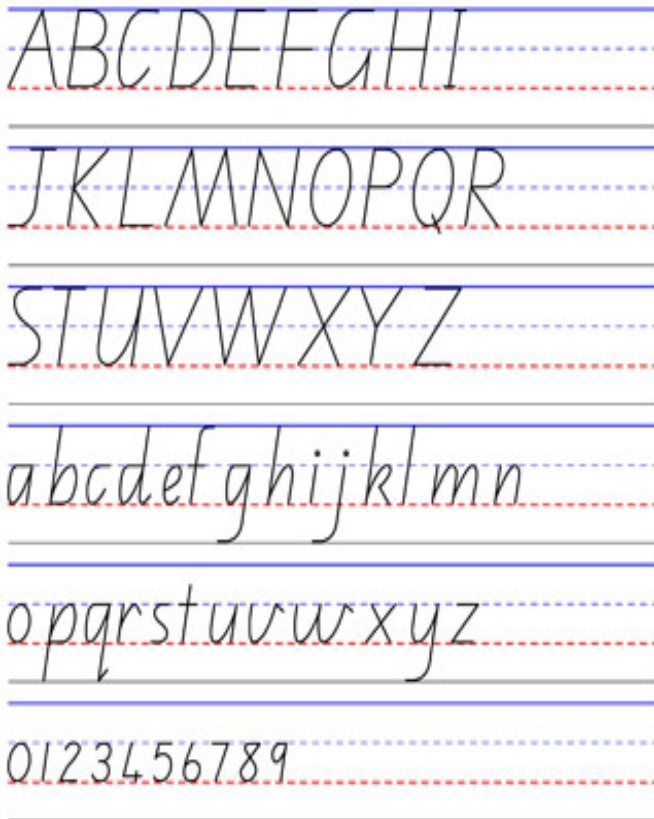 ABCDEFGHI
JKLMNOPQR
STUVWXYZ
abcdefghijklmn
opqrstuvwxyz
0123456789